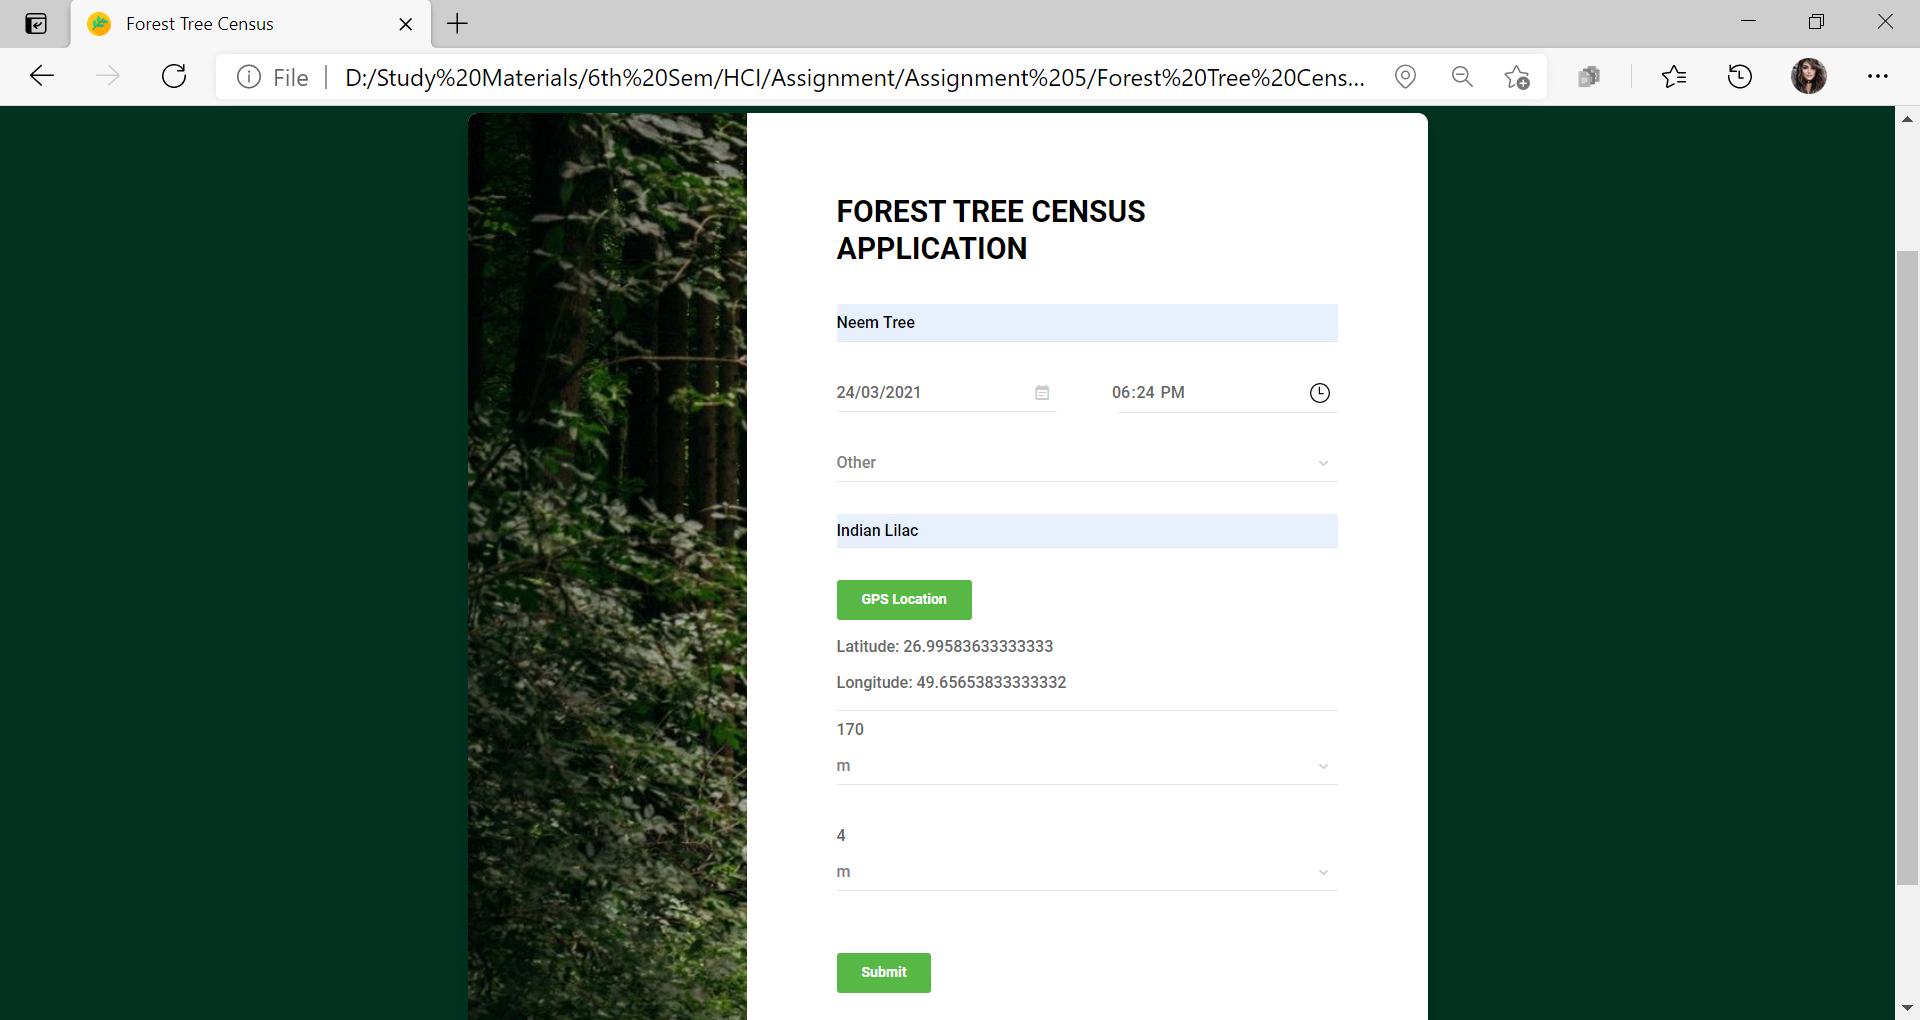 Forest Tree Census
File
D:/Study%20Materials/6th%20Sem/HCI/Assignment/Assignment%205/Forest%20Tree%20Cens...
FOREST TREE CENSUS
APPLICATION
Neem Tree
24/03/2021 06:24 PM
Other
Indian Lilac
GPS Location
Latitude: 26.99583633333333
Longitude: 49.65653833333332
170
m
4
m
Submit